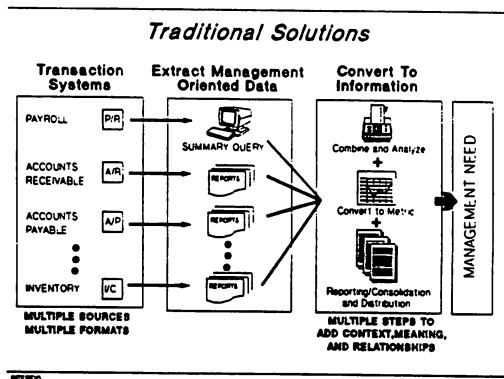 Traditional Solutions
Transaction
Systems
Extract Management
Oriented Data
Convert To
Information
PAYROLL
P/R
SUMMARY QUERY
ACCOUNTS
RECEIVABLE
A/R
REPORTS
ACCOUNTS
PAYABLE
A/P
REPORTS
INVENTORY
I/C
REPORTS
MULTIPLE SOURCES
MULTIPLE FORMATS
Combine and Analyze
+
Convert to Metric
+
Reporting/Consolidation
and Distribution
MULTIPLE STEPS TO
ADD CONTEXT,MEANING,
AND RELATIONSHIPS
MANAGEMENT NEED